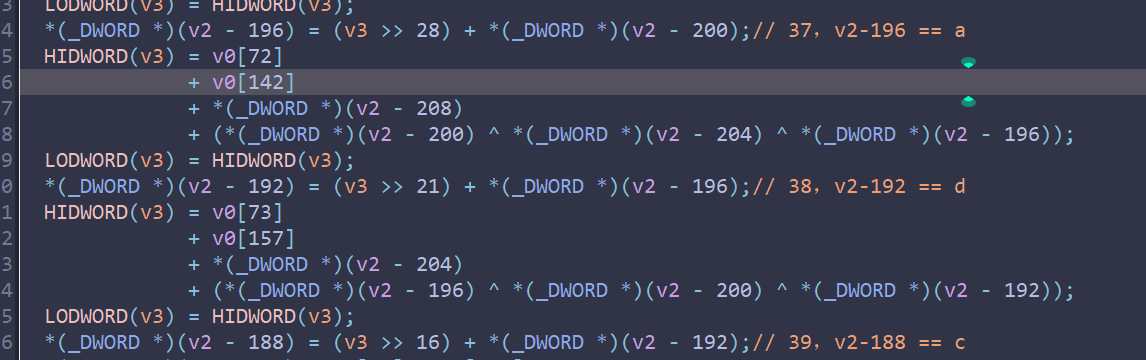 3 LODWORD(v3) = HIDWORD(v3);
4 *(_DWORD *)(v2 - 196) = (v3 >> 28) + *(_DWORD *)(v2 - 200);// 37，v2-196 == a
5 HIDWORD(v3) = v0[72]
6 + v0[142]
7 + *(_DWORD *)(v2 - 208)
8 + (*(_DWORD *)(v2 - 200) ^ *(_DWORD *)(v2 - 204) ^ *(_DWORD *)(v2 - 196));
9 LODWORD(v3) = HIDWORD(v3);
0 *(_DWORD *)(v2 - 192) = (v3 >> 21) + *(_DWORD *)(v2 - 196);// 38，v2-192 == d
1 HIDWORD(v3) = v0[73]
2 + v0[157]
3 + *(_DWORD *)(v2 - 204)
4 + (*(_DWORD *)(v2 - 196) ^ *(_DWORD *)(v2 - 200) ^ *(_DWORD *)(v2 - 192));
5 LODWORD(v3) = HIDWORD(v3);
6 *(_DWORD *)(v2 - 188) = (v3 >> 16) + *(_DWORD *)(v2 - 192);// 39，v2-188 == c